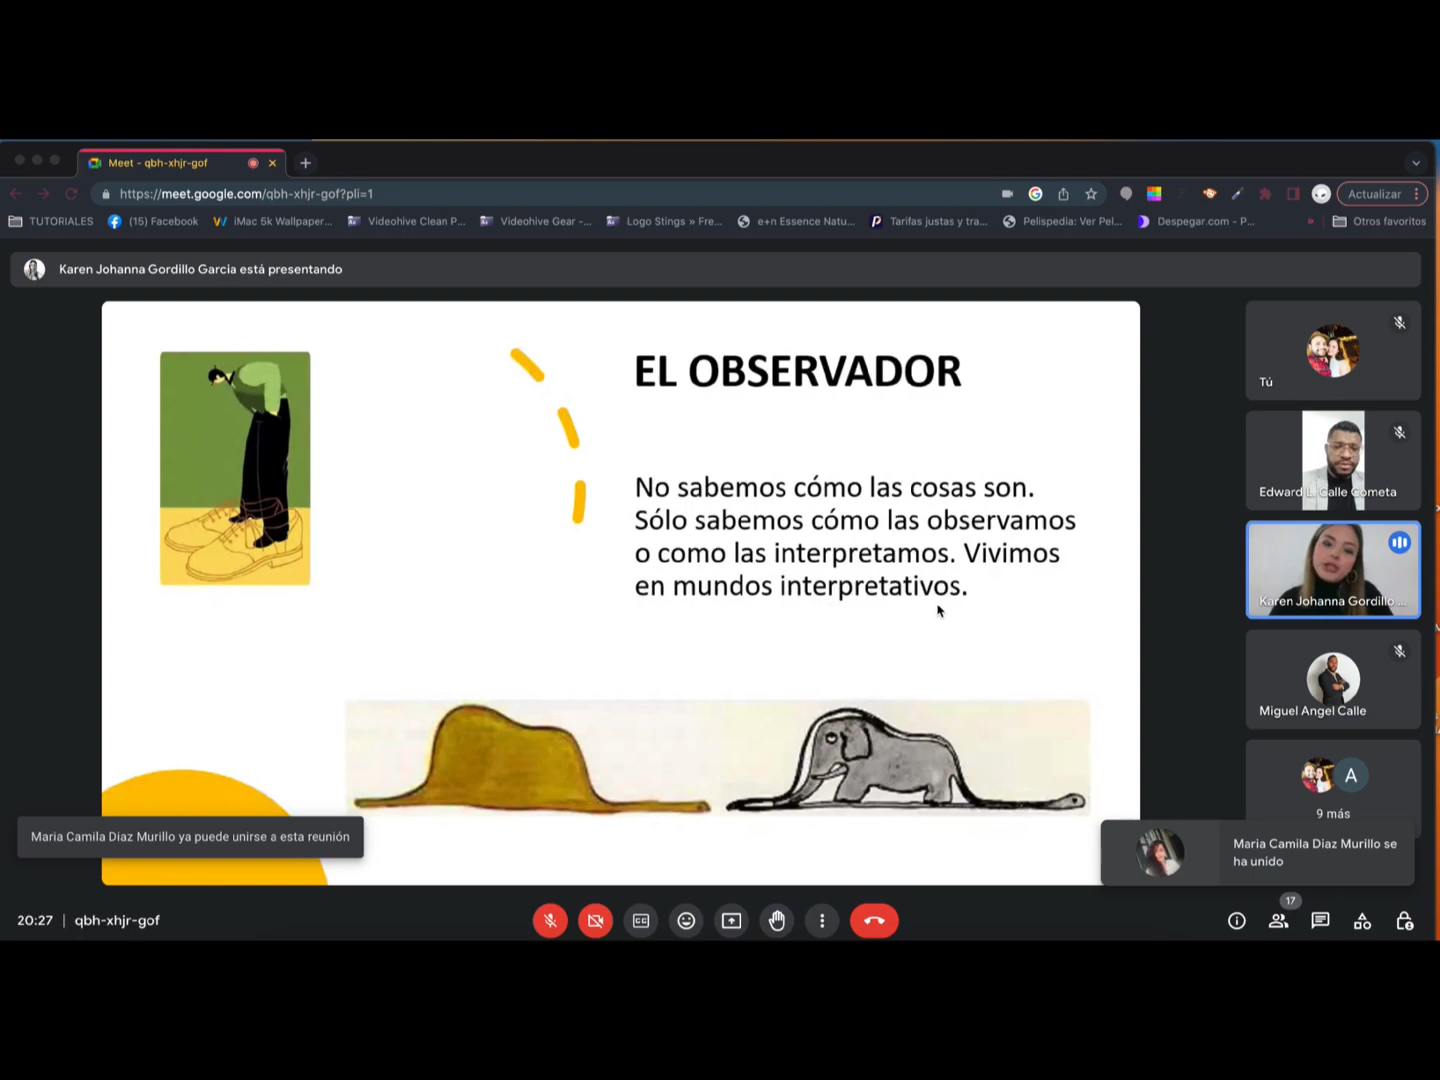 Meet - qbh-xhjr-gof
https://meet.google.com/qbh-xhjr-gof?pli=1
Actualizar
TUTORIALES
(15) Facebook
iMac 5k Wallpaper...
Videohive Clean P...
Videohive Gear -...
Logo Stings » Fre...
e+n Essence Natu...
Tarifas justas y tra...
Pelispedia: Ver Pel...
Despegar.com - P...
»
Otros favoritos
Karen Johanna Gordillo Garcia está presentando
EL OBSERVADOR
No sabemos cómo las cosas son.
Sólo sabemos cómo las observamos
o como las interpretamos. Vivimos
en mundos interpretativos.
Tú
Edward L. Calle Cometa
Karen Johanna Gordillo ...
Miguel Angel Calle
A
9 más
Maria Camila Diaz Murillo ya puede unirse a esta reunión
Maria Camila Diaz Murillo se
ha unido
20:27 | qbh-xhjr-gof
CC
17